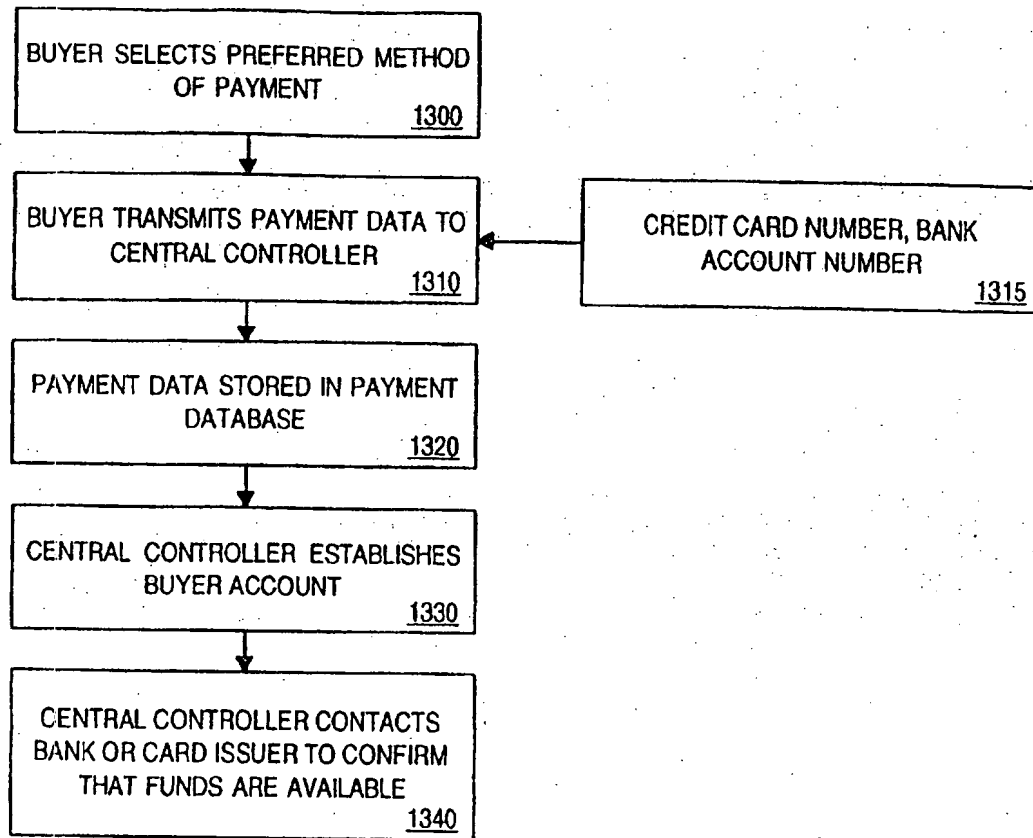 BUYER SELECTS PREFERRED METHOD
OF PAYMENT
1300
BUYER TRANSMITS PAYMENT DATA TO
CENTRAL CONTROLLER
1310
CREDIT CARD NUMBER, BANK
ACCOUNT NUMBER
1315
PAYMENT DATA STORED IN PAYMENT
DATABASE
1320
CENTRAL CONTROLLER ESTABLISHES
BUYER ACCOUNT
1330
CENTRAL CONTROLLER CONTACTS
BANK OR CARD ISSUER TO CONFIRM
THAT FUNDS ARE AVAILABLE
1340